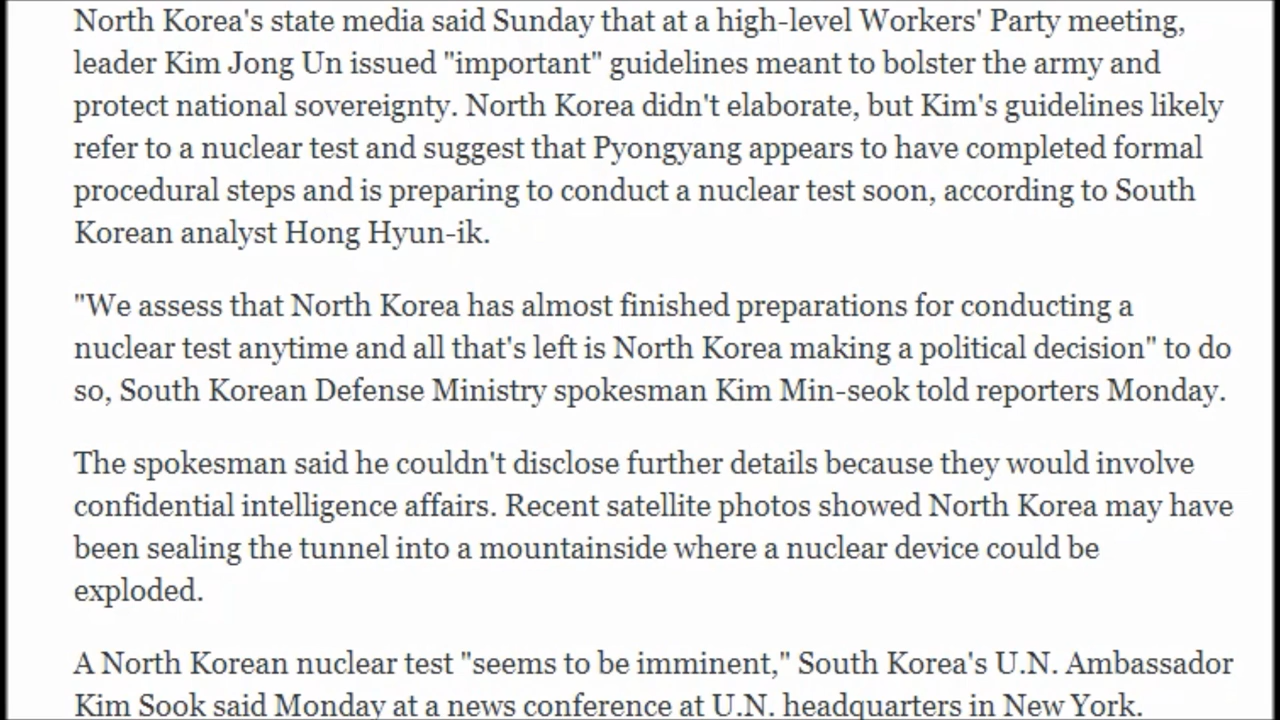 North Korea's state media said Sunday that at a high-level Workers' Party meeting,
leader Kim Jong Un issued "important" guidelines meant to bolster the army and
protect national sovereignty. North Korea didn't elaborate, but Kim's guidelines likely
refer to a nuclear test and suggest that Pyongyang appears to have completed formal
procedural steps and is preparing to conduct a nuclear test soon, according to South
Korean analyst Hong Hyun-ik.
"We assess that North Korea has almost finished preparations for conducting a
nuclear test anytime and all that's left is North Korea making a political decision" to do
so, South Korean Defense Ministry spokesman Kim Min-seok told reporters Monday.
The spokesman said he couldn't disclose further details because they would involve
confidential intelligence affairs. Recent satellite photos showed North Korea may have
been sealing the tunnel into a mountainside where a nuclear device could be
exploded.
A North Korean nuclear test "seems to be imminent," South Korea's U.N. Ambassador
Kim Sook said Monday at a news conference at U.N. headquarters in New York.